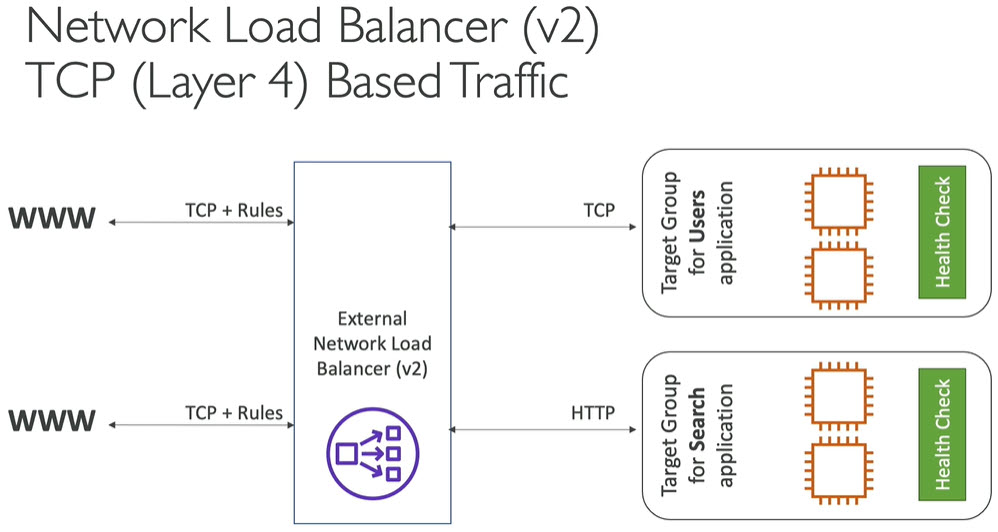 Network Load Balancer (v2)
TCP (Layer 4) Based Traffic
WWW
TCP + Rules
TCP
Target Group
for Users
application
Health Check
External
Network Load
Balancer (v2)
WWW
TCP + Rules
HTTP
Target Group
for Search
application
Health Check